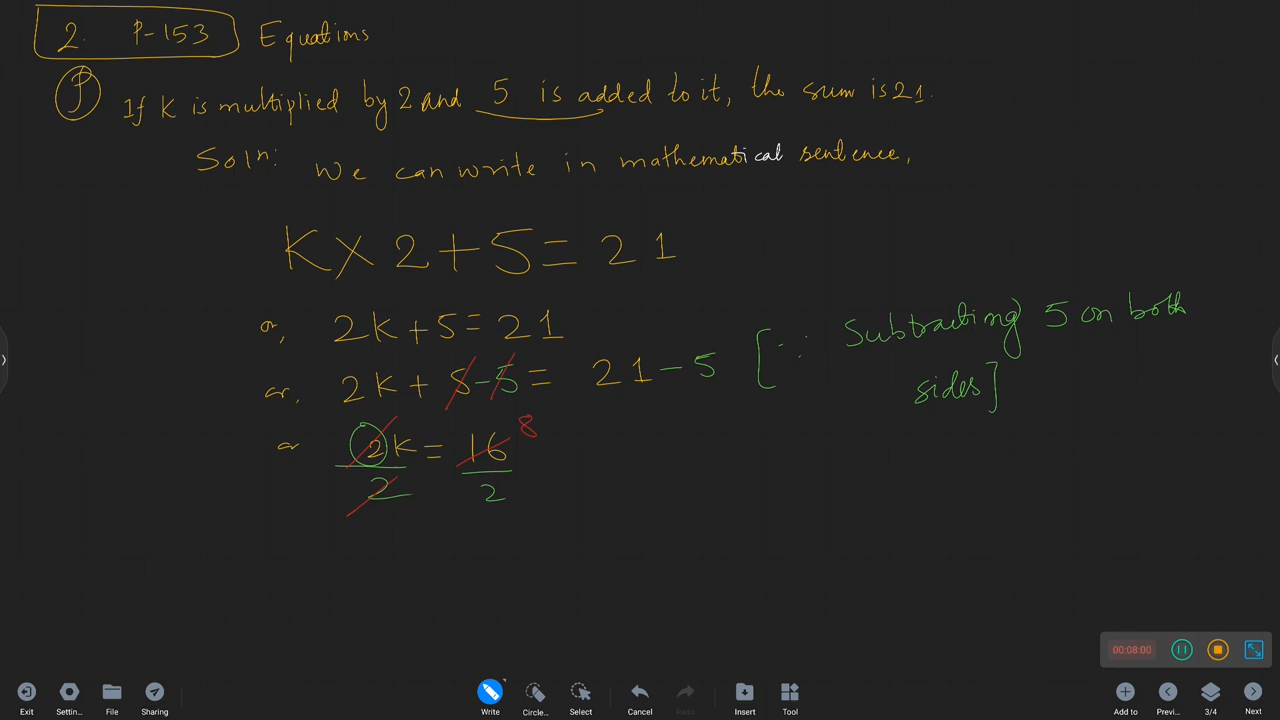 2. P-153 Equations
P If K is multiplied by 2 and 5 is added to it, the sum is 21.
Soln: We can write in mathematical sentence,
K × 2 + 5 = 21
or, 2K + 5 = 21
or, 2K + 5 - 5 = 21 - 5 [∵ Subtracting 5 on both
sides]
or 2K = 16 8
2 2
00:08:00
Exit Settin... File Sharing Write Circle... Select Cancel Redo Insert Tool Add to Previ... 3/4 Next